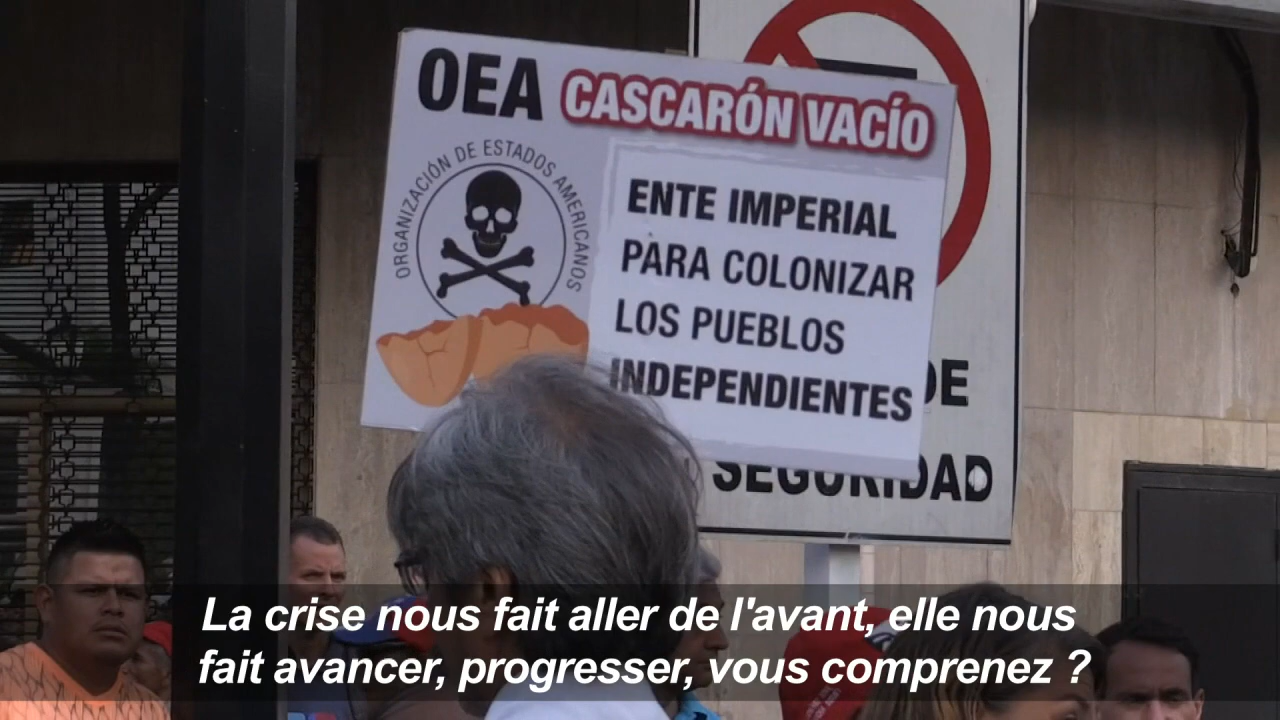 OEA CASCARÓN VACÍO
ORGANIZACIÓN DE ESTADOS AMERICANOS
ENTE IMPERIAL
PARA COLONIZAR
LOS PUEBLOS
INDEPENDIENTES
DE
SEGURIDAD
La crise nous fait aller de l'avant, elle nous
fait avancer, progresser, vous comprenez ?